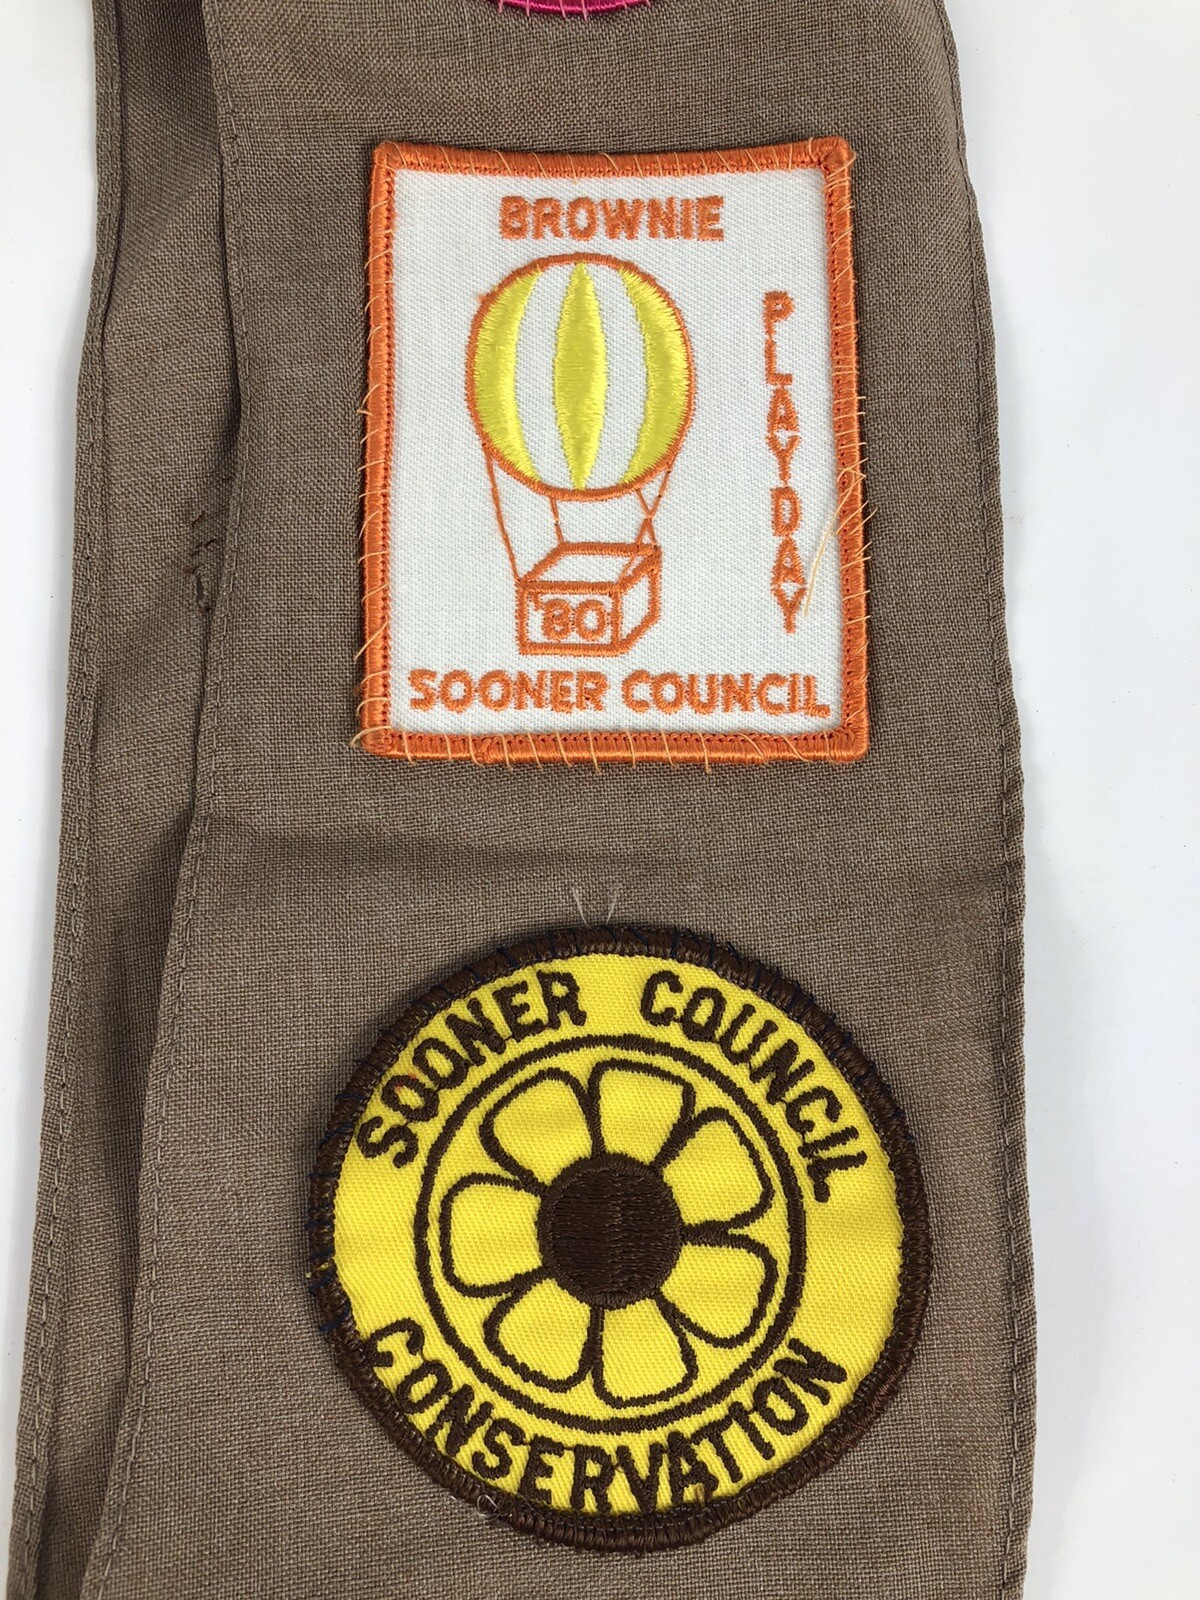 BROWNIE
PLAYDAY
'80
SOONER COUNCIL
SOONER COUNCIL
CONSERVATION